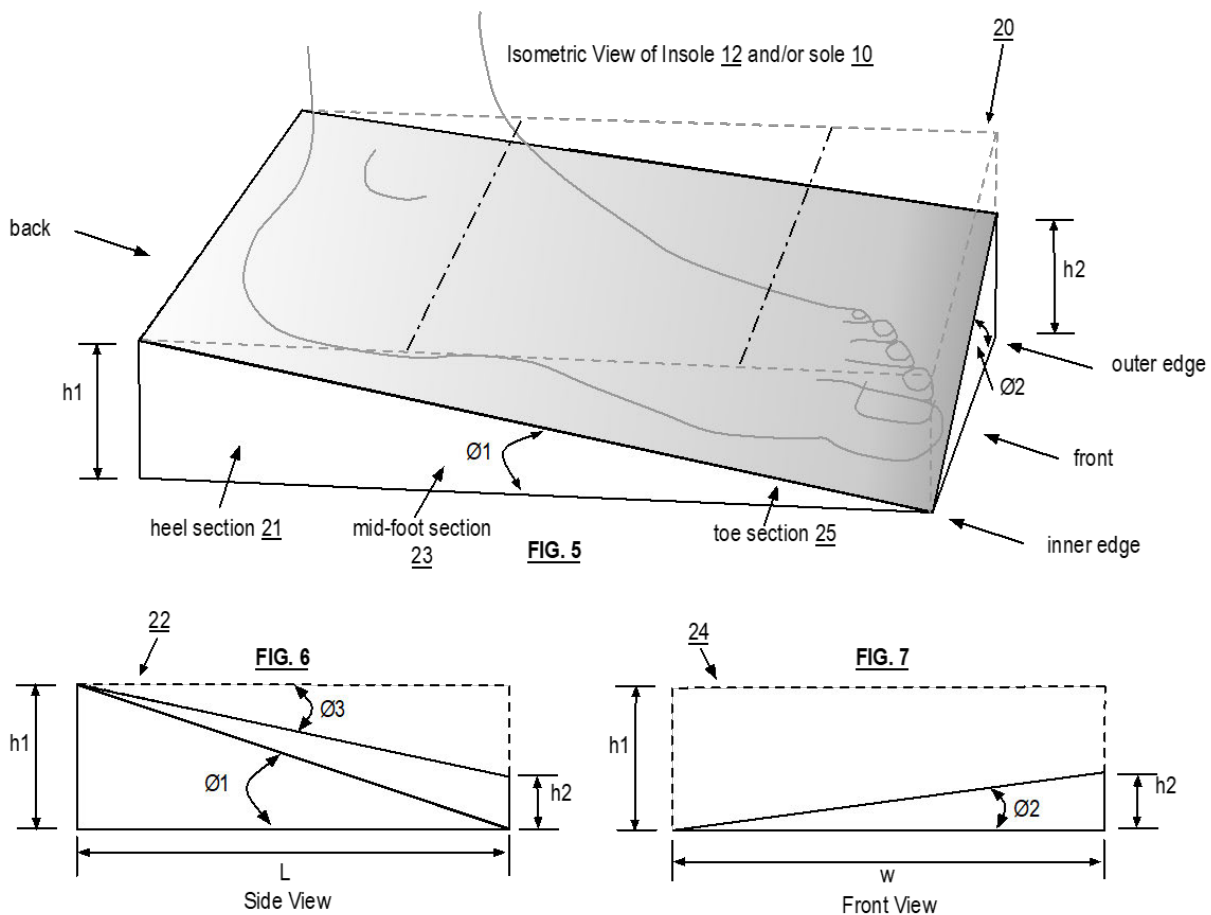 20
Isometric View of Insole 12 and/or sole 10
back
h2
outer edge
Ø2
h1
front
Ø1
heel section 21
mid-foot section
23
toe section 25
inner edge
FIG. 5
22
FIG. 6
24
FIG. 7
h1
Ø3
Ø1
h2
L
Side View
h1
Ø2
h2
w
Front View